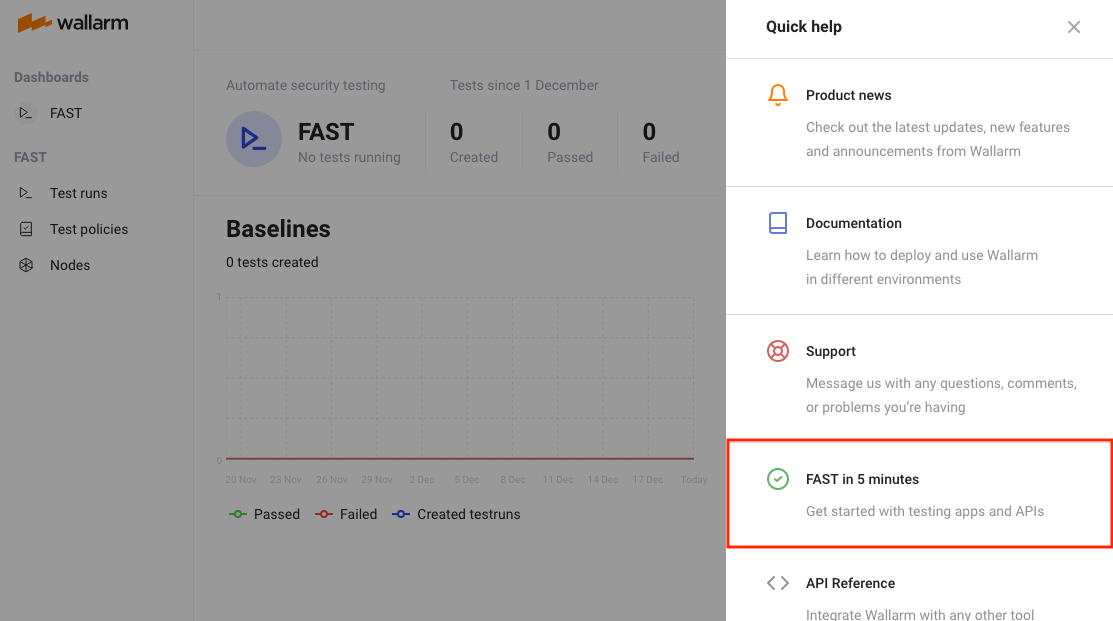 wallarm
Dashboards
FAST
FAST
Test runs
Test policies
Nodes
Automate security testing
FAST
No tests running
Tests since 1 December
0
Created
0
Passed
0
Failed
Baselines
0 tests created
1
0
20 Nov 23 Nov 26 Nov 29 Nov 2 Dec 5 Dec 8 Dec 11 Dec 14 Dec 17 Dec Today
Passed Failed Created testruns
Quick help
Product news
Check out the latest updates, new features
and announcements from Wallarm
Documentation
Learn how to deploy and use Wallarm
in different environments
Support
Message us with any questions, comments,
or problems you're having
FAST in 5 minutes
Get started with testing apps and APIs
API Reference
Integrate Wallarm with any other tool